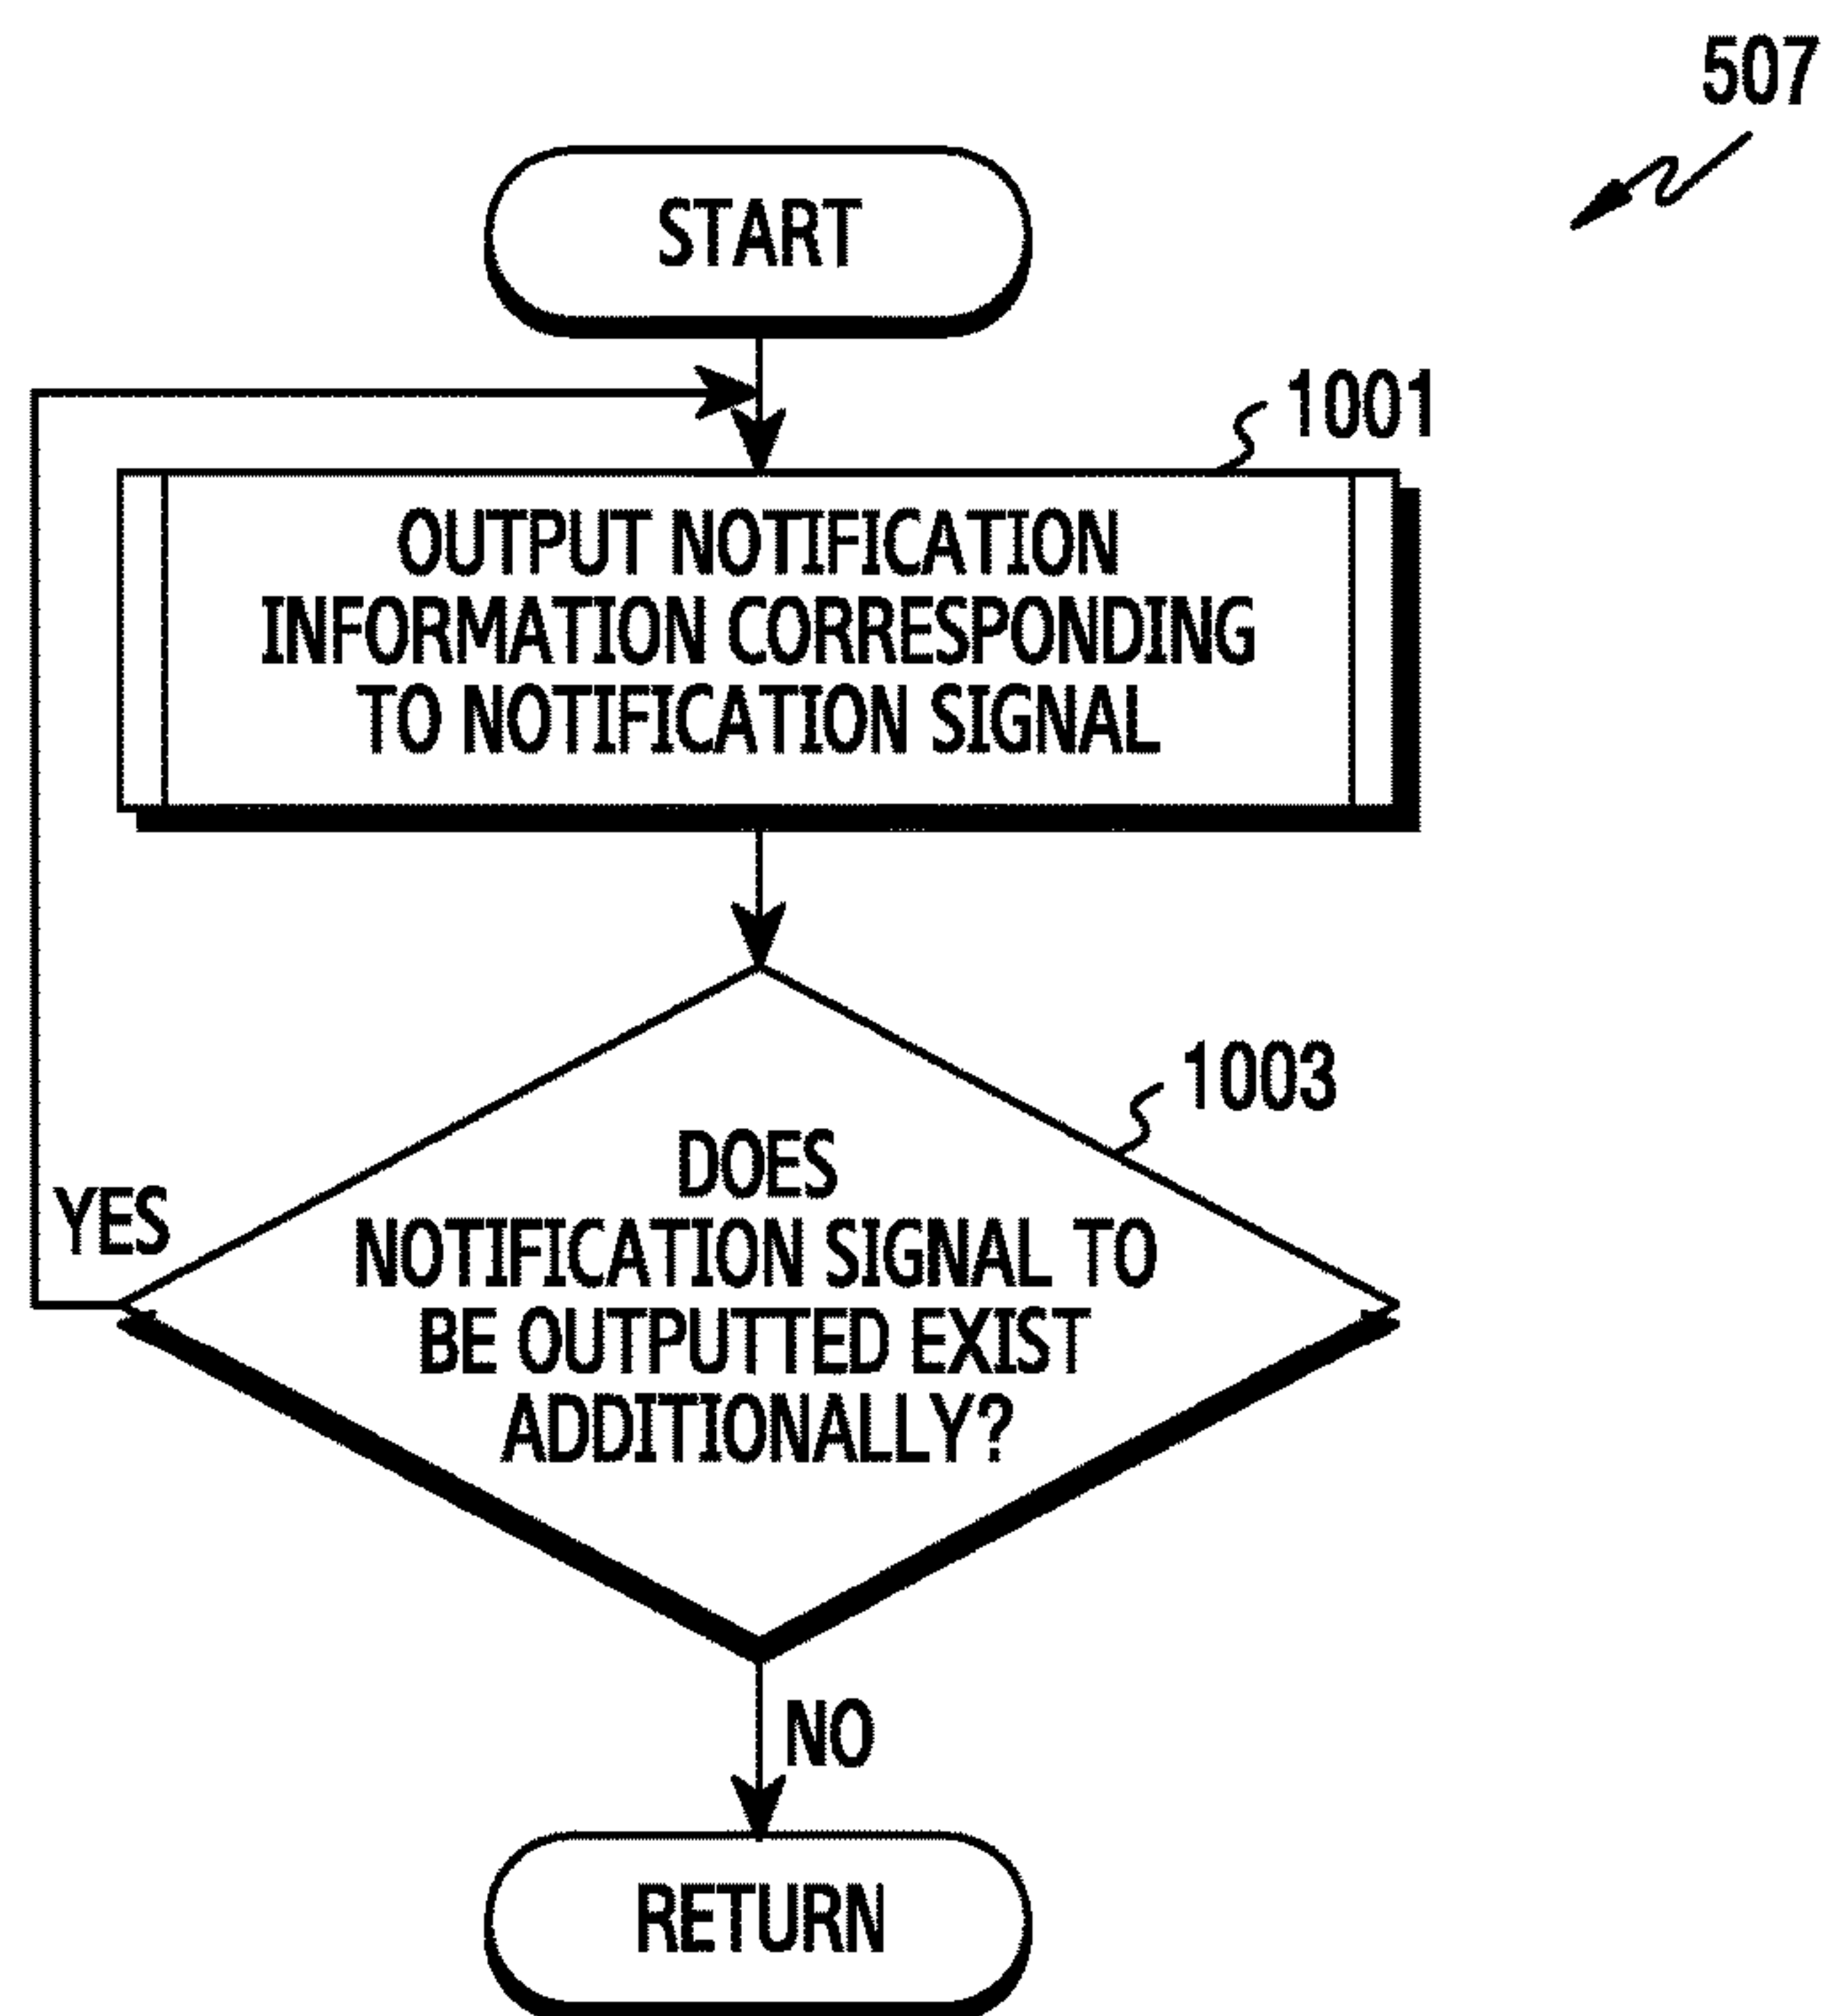 507
START
1001
OUTPUT NOTIFICATION
INFORMATION CORRESPONDING
TO NOTIFICATION SIGNAL
1003
DOES
NOTIFICATION SIGNAL TO
BE OUTPUTTED EXIST
ADDITIONALLY?
YES
NO
RETURN